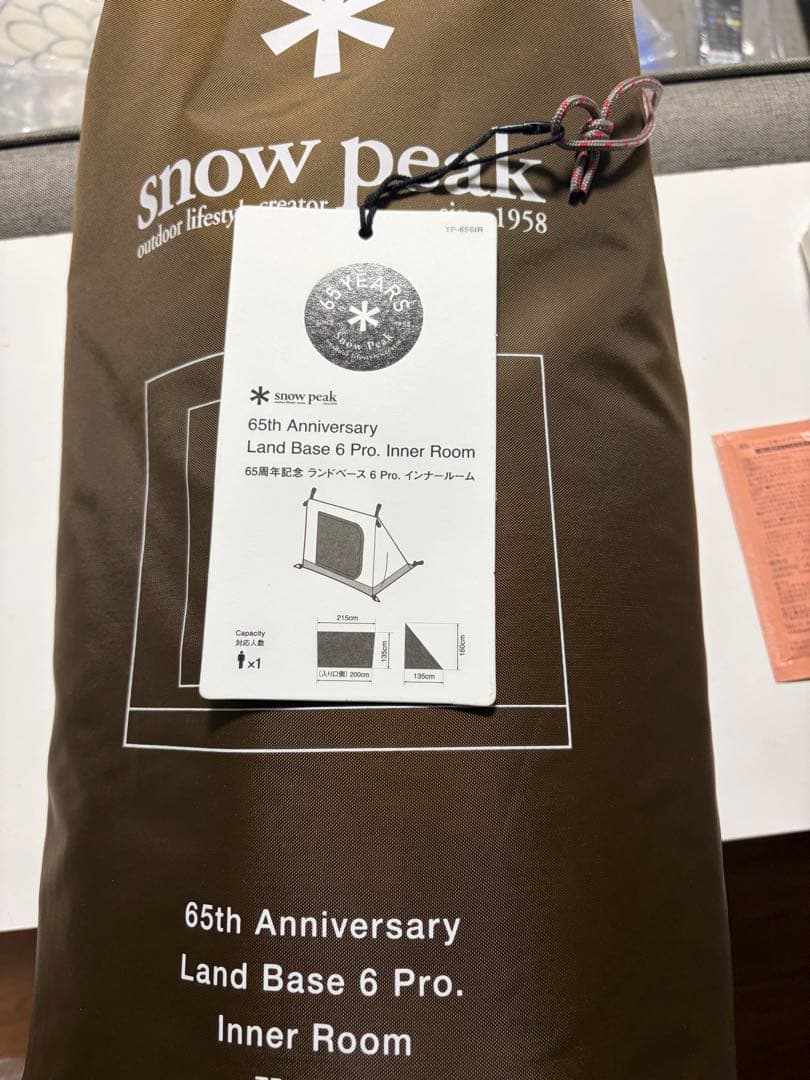 snow peak
outdoor lifestyle creator since 1958
YP-656IR
65 YEARS
Snow Peak
snow peak
65th Anniversary
Land Base 6 Pro. Inner Room
65周年記念 ランドベース 6 Pro. インナールーム
Capacity
対応人数
×1
215cm
135cm
(入り口側) 200cm
160cm
135cm
65th Anniversary
Land Base 6 Pro.
Inner Room